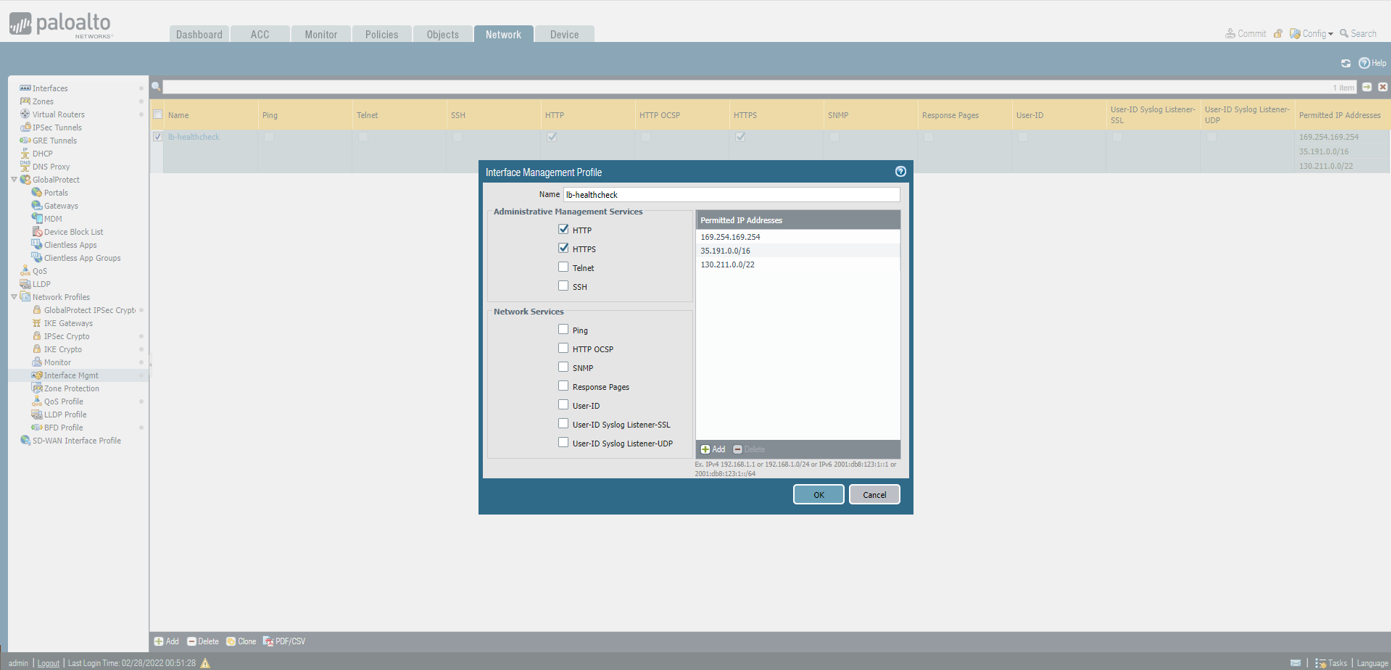 paloalto
NETWORKS
Dashboard ACC Monitor Policies Objects Network Device
Commit Config Search
Help
Interfaces
Zones
Virtual Routers
IPSec Tunnels
GRE Tunnels
DHCP
DNS Proxy
GlobalProtect
Portals
Gateways
MDM
Device Block List
Clientless Apps
Clientless App Groups
QoS
LLDP
Network Profiles
GlobalProtect IPSec Crypt
IKE Gateways
IPSec Crypto
IKE Crypto
Monitor
Interface Mgmt
Zone Protection
QoS Profile
LLDP Profile
BFD Profile
SD-WAN Interface Profile
1 item
Name Ping Telnet SSH HTTP HTTP OCSP HTTPS SNMP Response Pages User-ID User-ID Syslog Listener-SSL User-ID Syslog Listener-UDP Permitted IP Addresses
lb-healthcheck 169.254.169.254
35.191.0.0/16
130.211.0.0/22
Interface Management Profile
Name lb-healthcheck
Administrative Management Services
HTTP
HTTPS
Telnet
SSH
Network Services
Ping
HTTP OCSP
SNMP
Response Pages
User-ID
User-ID Syslog Listener-SSL
User-ID Syslog Listener-UDP
Permitted IP Addresses
169.254.169.254
35.191.0.0/16
130.211.0.0/22
Add Delete
Ex. IPv4 192.168.1.1 or 192.168.1.0/24 or IPv6 2001:db8:123:1::1 or
2001:db8:123:1::/64
OK Cancel
Add Delete Clone PDF/CSV
admin | Logout | Last Login Time: 02/28/2022 00:51:28
Tasks | Language